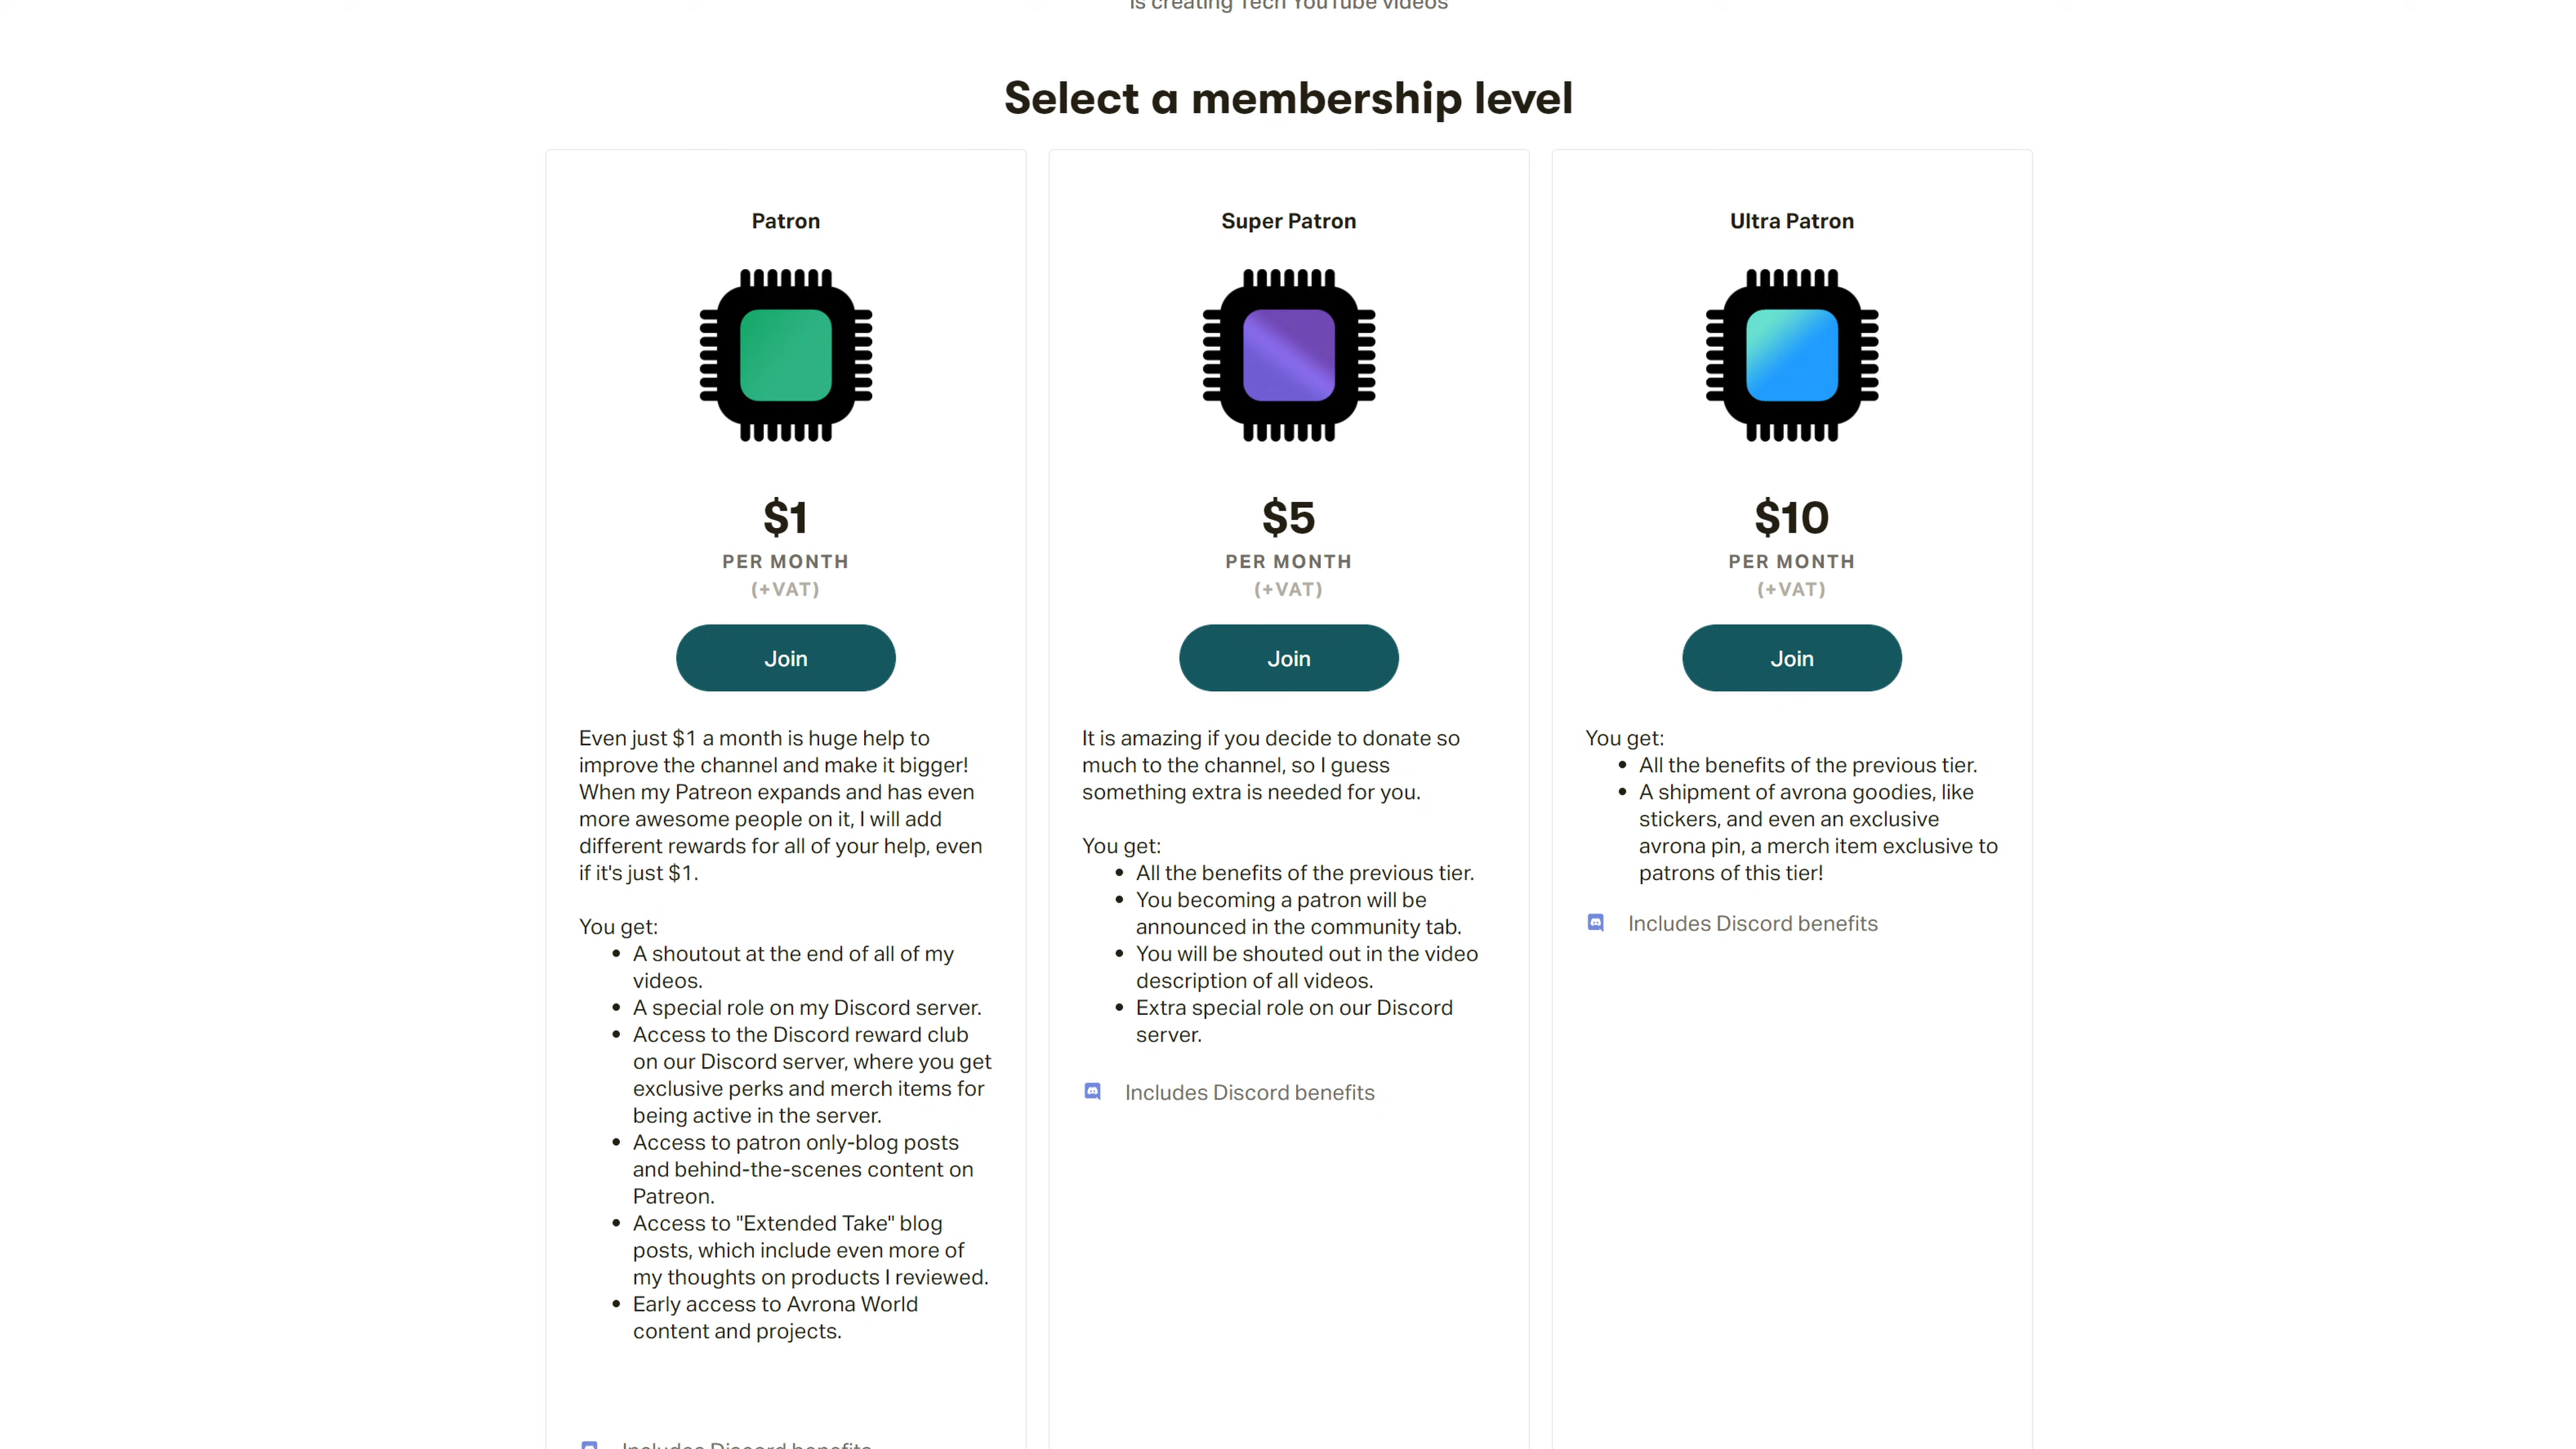 is creating Tech YouTube videos
Select a membership level
Patron
$1
PER MONTH
(+VAT)
Join
Even just $1 a month is huge help to
improve the channel and make it bigger!
When my Patreon expands and has even
more awesome people on it, I will add
different rewards for all of your help, even
if it's just $1.
You get:
• A shoutout at the end of all of my
videos.
• A special role on my Discord server.
• Access to the Discord reward club
on our Discord server, where you get
exclusive perks and merch items for
being active in the server.
• Access to patron only-blog posts
and behind-the-scenes content on
Patreon.
• Access to "Extended Take" blog
posts, which include even more of
my thoughts on products I reviewed.
• Early access to Avrona World
content and projects.
Includes Discord benefits
Super Patron
$5
PER MONTH
(+VAT)
Join
It is amazing if you decide to donate so
much to the channel, so I guess
something extra is needed for you.
You get:
• All the benefits of the previous tier.
• You becoming a patron will be
announced in the community tab.
• You will be shouted out in the video
description of all videos.
• Extra special role on our Discord
server.
Includes Discord benefits
Ultra Patron
$10
PER MONTH
(+VAT)
Join
You get:
• All the benefits of the previous tier.
• A shipment of avrona goodies, like
stickers, and even an exclusive
avrona pin, a merch item exclusive to
patrons of this tier!
Includes Discord benefits